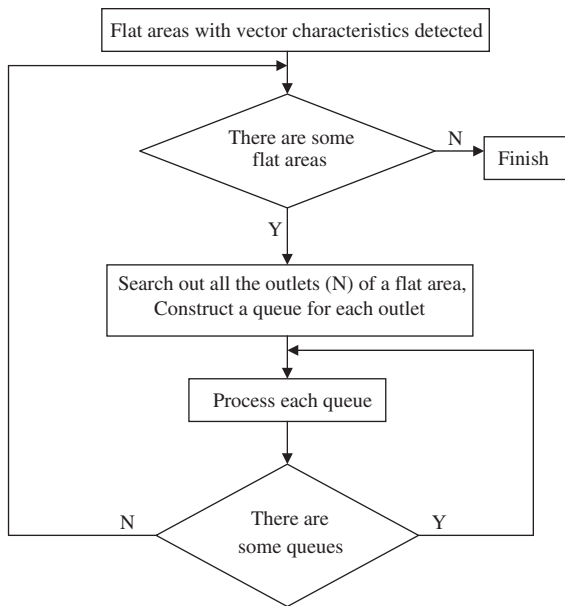 Flat areas with vector characteristics detected
There are some
flat areas
N
Finish
Y
Search out all the outlets (N) of a flat area,
Construct a queue for each outlet
Process each queue
N
There are
some queues
Y